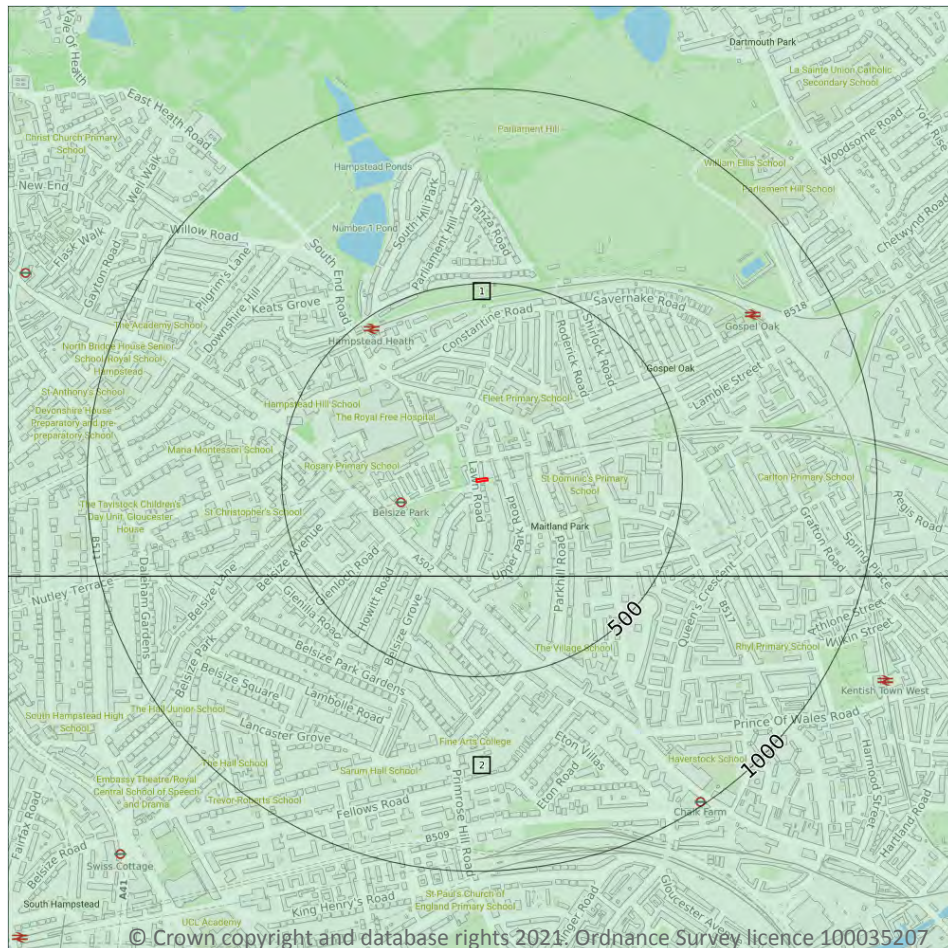 Vale Of Heath
Dartmouth Park
La Sainte Union Catholic
Secondary School
East Heath Road
York Rise
Christ Church Primary
School
Parliament Hill
Woodsome Road
Well Walk
Hampstead Ponds
William Ellis School
New End
Parliament Hill School
South Hill Park
Parliament Hill
Tanza Road
Flask Walk
Willow Road
Number 1 Pond
Chetwynd Road
Gayton Road
Pilgrim's Lane
South End Road
1
Savernake Road
Keats Grove
Downshire Hill
Constantine Road
B518
The Academy School
Gospel Oak
Hampstead Heath
Roderick Road
Shirlock Road
North Bridge House Senior
School Royal School
Hampstead
Gospel Oak
Lamble Street
St Anthony's School
Devonshire House
Preparatory and pre-
preparatory School
Hampstead Hill School
Fleet Primary School
The Royal Free Hospital
Maria Montessori School
Rosary Primary School
Lawn Road
St Dominic's Primary
School
Carlton Primary School
The Tavistock Children's
Day Unit, Gloucester
House
St Christopher's School
Belsize Park
Upper Park Road
Maitland Park
Grafton Road
Regis Road
B511
Belsize Avenue
A502
Parkhill Road
Spring Place
Nutley Terrace
Daleham Gardens
Belsize Lane
Glenloch Road
Howitt Road
Queen's Crescent
B517
Glenilla Road
Belsize Grove
500
Athlone Street
Wilkin Street
Belsize Park
Belsize Park Gardens
The Village School
Rhyl Primary School
Belsize Square
Lambolle Road
Kentish Town West
South Hampstead High
School
The Hall Junior School
Lancaster Grove
Prince Of Wales Road
Fine Arts College
Eton Villas
1000
The Hall School
2
Haverstock School
Harmood Street
Embassy Theatre/Royal
Central School of Speech
and Drama
Sarum Hall School
Eton Road
Trevor-Roberts School
Fellows Road
Primrose Hill Road
Chalk Farm
Hartland Road
Fairfax Road
B509
Belsize Road
Swiss Cottage
A41
South Hampstead
St Paul's Church of
England Primary School
King Henry's Road
UCL Academy
© Crown copyright and database rights 2021. Ordnance Survey licence 100035207